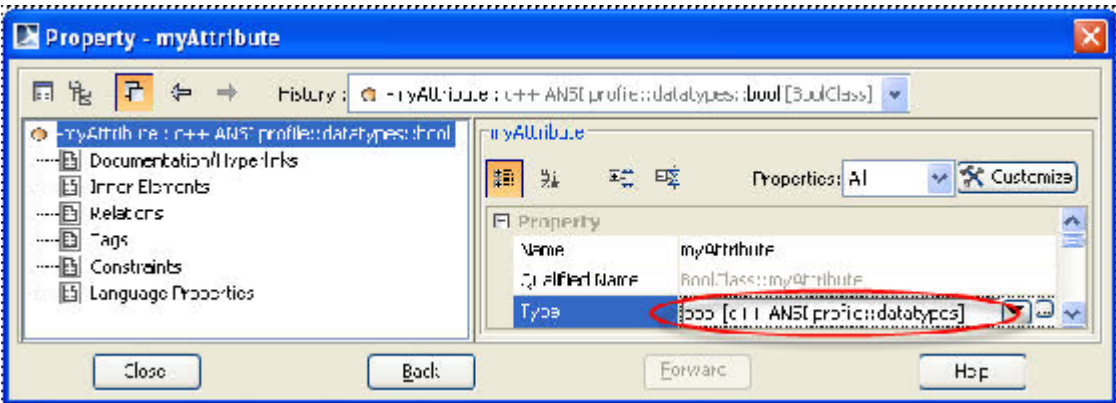 Property - myAttribute
History : -myAttribute : c++ ANSI profile::datatypes::bool [BoolClass]
-myAttribute : c++ ANSI profile::datatypes::bool
Documentation/Hyperlinks
Inner Elements
Relations
Tags
Constraints
Language Properties
myAttribute
Properties: All
Customize
Property
Name myAttribute
Qualified Name BoolClass::myAttribute
Type bool [c++ ANSI profile::datatypes]
Close Back Forward Help